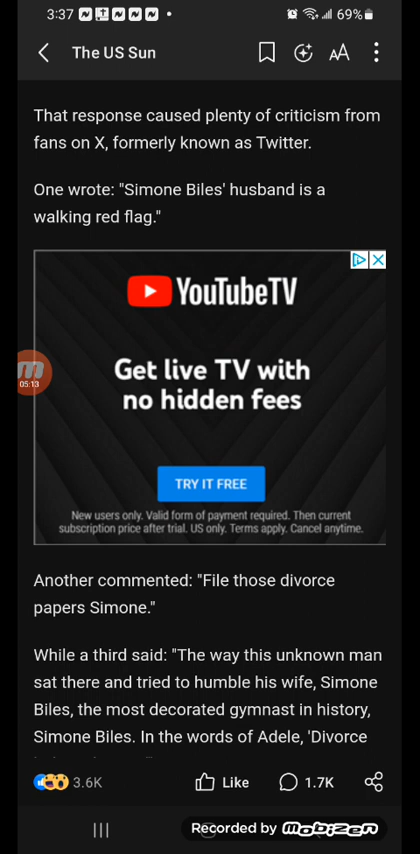 3:37
69%
The US Sun
AA
That response caused plenty of criticism from
fans on X, formerly known as Twitter.
One wrote: "Simone Biles' husband is a
walking red flag."
YouTubeTV
Get live TV with
no hidden fees
05:13
TRY IT FREE
New users only. Valid form of payment required. Then current
subscription price after trial. US only. Terms apply. Cancel anytime.
Another commented: "File those divorce
papers Simone."
While a third said: "The way this unknown man
sat there and tried to humble his wife, Simone
Biles, the most decorated gymnast in history,
Simone Biles. In the words of Adele, 'Divorce
3.6K
Like
1.7K
Recorded by mobizen